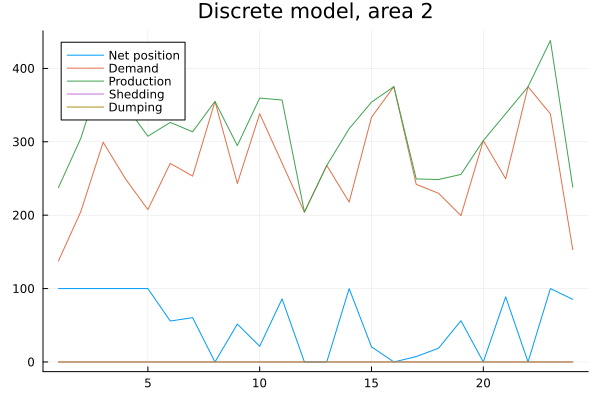 Discrete model, area 2
Net position
Demand
Production
Shedding
Dumping
400
300
200
100
0
5
10
15
20